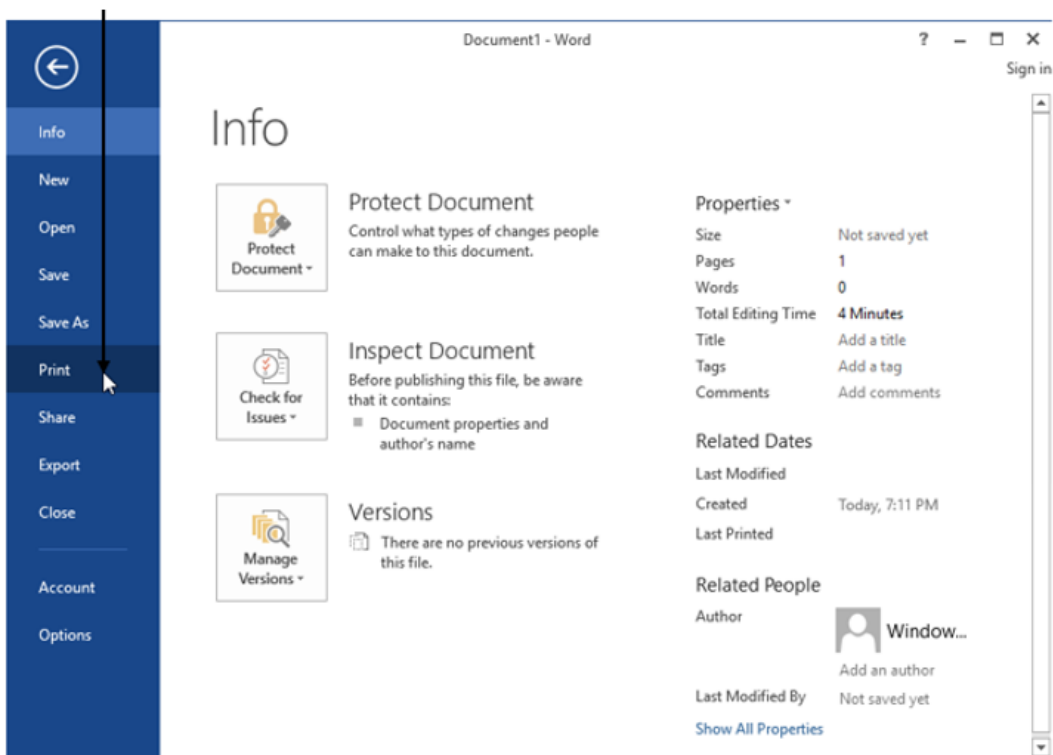 Document1 - Word
?
Sign in
Info
New
Open
Save
Save As
Print
Share
Export
Close
Account
Options
Info
Protect Document
Protect Document
Control what types of changes people
can make to this document.
Check for
Issues
Inspect Document
Before publishing this file, be aware
that it contains:
Document properties and
author's name
Manage
Versions
Versions
There are no previous versions of
this file.
Properties
Size Not saved yet
Pages 1
Words 0
Total Editing Time 4 Minutes
Title Add a title
Tags Add a tag
Comments Add comments
Related Dates
Last Modified
Created Today, 7:11 PM
Last Printed
Related People
Author Window...
Add an author
Last Modified By Not saved yet
Show All Properties